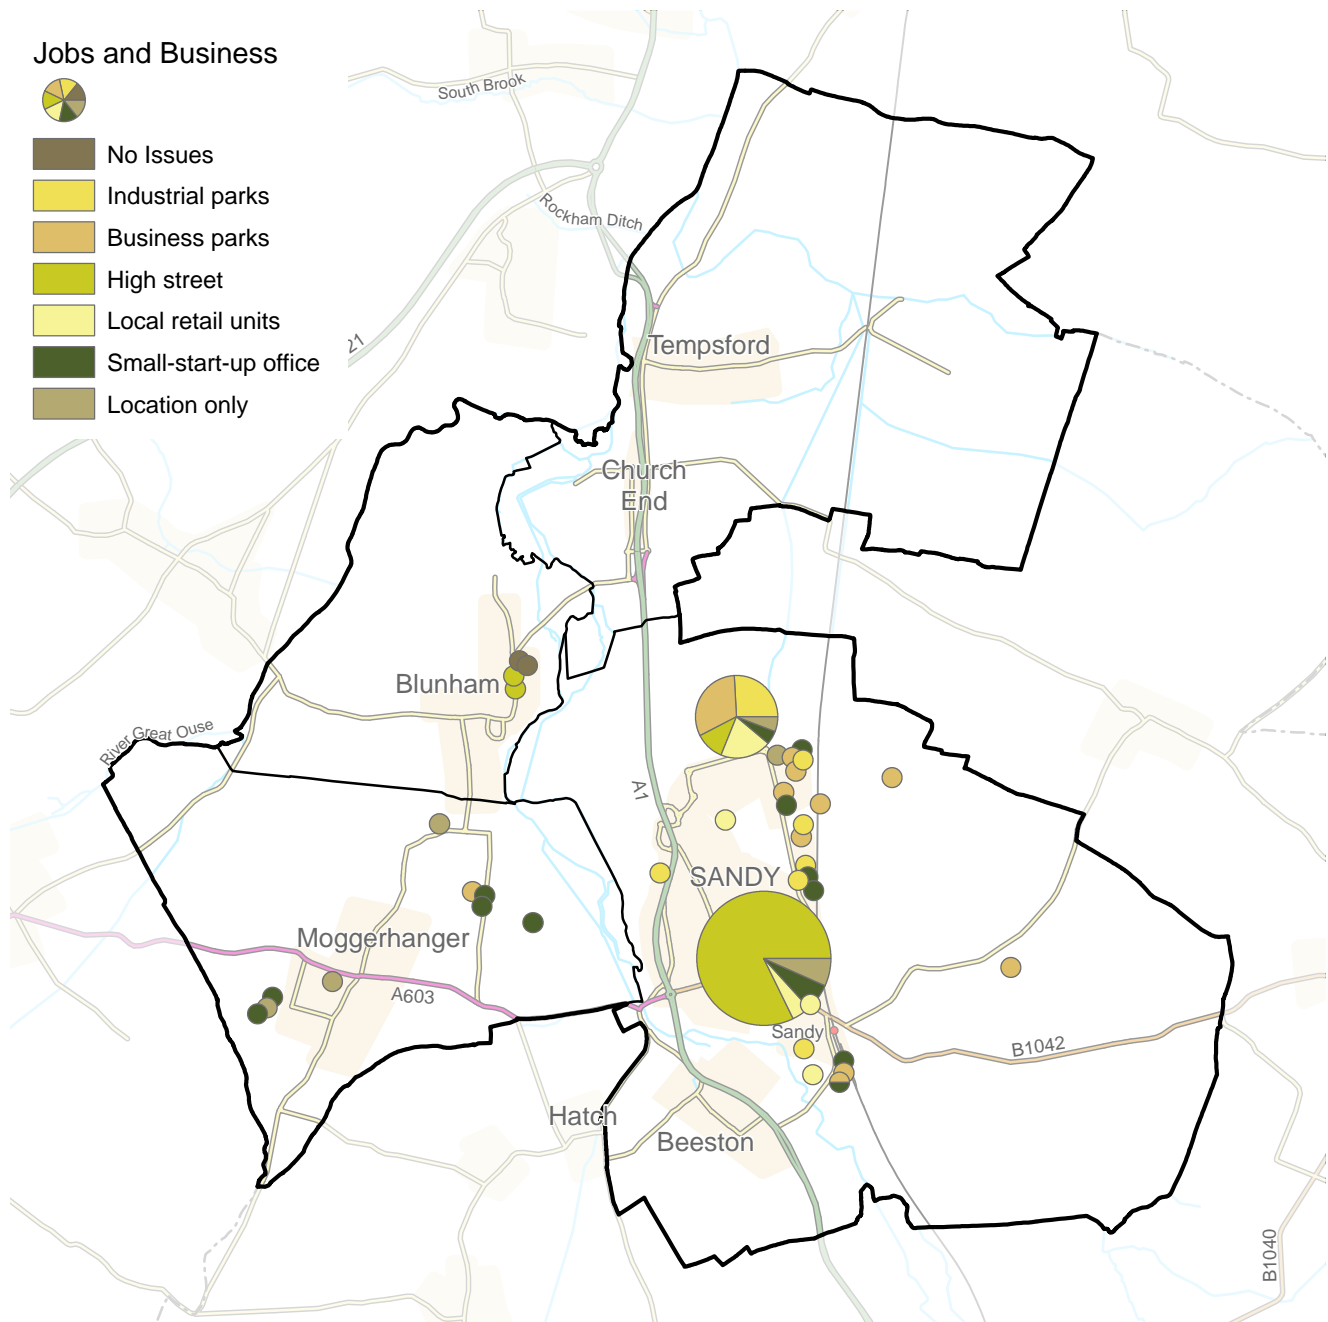 Jobs and Business
No Issues
Industrial parks
Business parks
High street
Local retail units
Small-start-up office
Location only
South Brook
Rockham Ditch
21
Tempsford
Church
End
Blunham
River Great Ouse
A1
SANDY
Moggerhanger
A603
Sandy
B1042
Hatch
Beeston
B1040